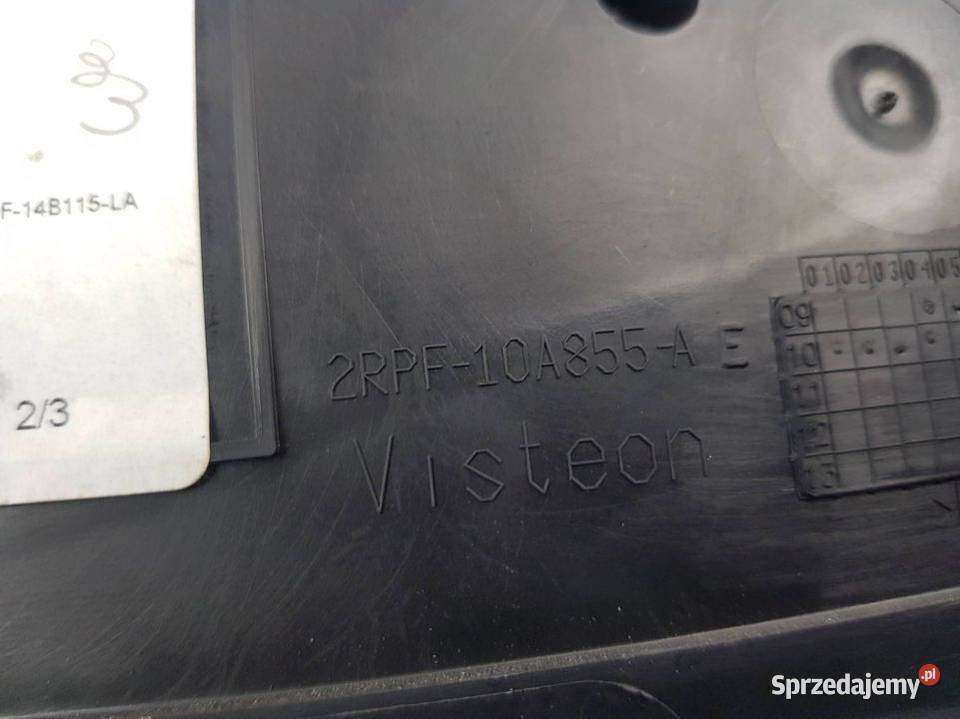 F-14B115-LA
2/3
2RPF-10A855-A E
Visteon
01 02 03 04 05
09
10
11
12
13
Sprzedajemy.pl